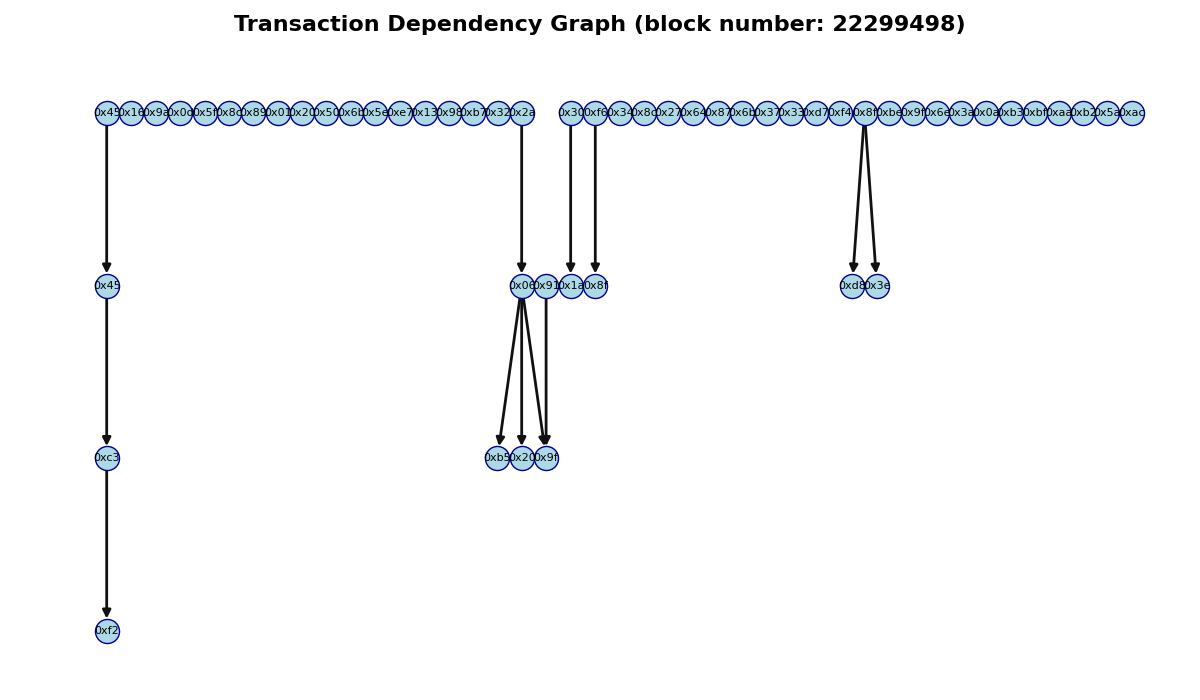 Transaction Dependency Graph (block number: 22299498)
0x45 0x16 0x9a 0x0d 0x5f 0x8c 0x89 0x01 0x20 0x50 0x6b 0x5e 0xe7 0x13 0x98 0xb7 0x32 0x2a 0x30 0xf6 0x34 0x8c 0x27 0x64 0x87 0x6b 0x37 0x33 0xd7 0xf4 0x8f 0xbe 0x9f 0x6e 0x3a 0x0a 0xb3 0xbf 0xaa 0xb2 0x5a 0xac
0x45 0x06 0x91 0x1a 0x8f 0xd8 0x3e
0xc3 0xb5 0x20 0x9f
0xf2